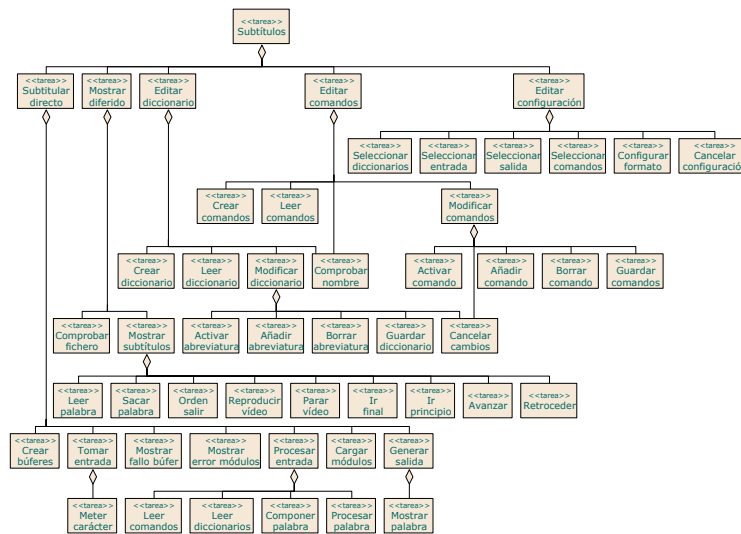 <<tarea>>
Subtítulos
<<tarea>>
Subtitular
directo
<<tarea>>
Mostrar
diferido
<<tarea>>
Editar
diccionario
<<tarea>>
Editar
comandos
<<tarea>>
Editar
configuración
<<tarea>>
Seleccionar
diccionarios
<<tarea>>
Seleccionar
entrada
<<tarea>>
Seleccionar
salida
<<tarea>>
Seleccionar
comandos
<<tarea>>
Configurar
formato
<<tarea>>
Cancelar
configuració
<<tarea>>
Crear
comandos
<<tarea>>
Leer
comandos
<<tarea>>
Modificar
comandos
<<tarea>>
Crear
diccionario
<<tarea>>
Leer
diccionario
<<tarea>>
Modificar
diccionario
<<tarea>>
Comprobar
nombre
<<tarea>>
Activar
comando
<<tarea>>
Añadir
comando
<<tarea>>
Borrar
comando
<<tarea>>
Guardar
comandos
<<tarea>>
Comprobar
fichero
<<tarea>>
Mostrar
subtítulos
<<tarea>>
Activar
abreviatura
<<tarea>>
Añadir
abreviatura
<<tarea>>
Borrar
abreviatura
<<tarea>>
Guardar
diccionario
<<tarea>>
Cancelar
cambios
<<tarea>>
Leer
palabra
<<tarea>>
Sacar
palabra
<<tarea>>
Orden
salir
<<tarea>>
Reproducir
vídeo
<<tarea>>
Parar
vídeo
<<tarea>>
Ir
final
<<tarea>>
Ir
principio
<<tarea>>
Avanzar
<<tarea>>
Retroceder
<<tarea>>
Crear
búferes
<<tarea>>
Tomar
entrada
<<tarea>>
Mostrar
fallo búfer
<<tarea>>
Mostrar
error módulos
<<tarea>>
Procesar
entrada
<<tarea>>
Cargar
módulos
<<tarea>>
Generar
salida
<<tarea>>
Meter
carácter
<<tarea>>
Leer
comandos
<<tarea>>
Leer
diccionarios
<<tarea>>
Componer
palabra
<<tarea>>
Procesar
palabra
<<tarea>>
Mostrar
palabra